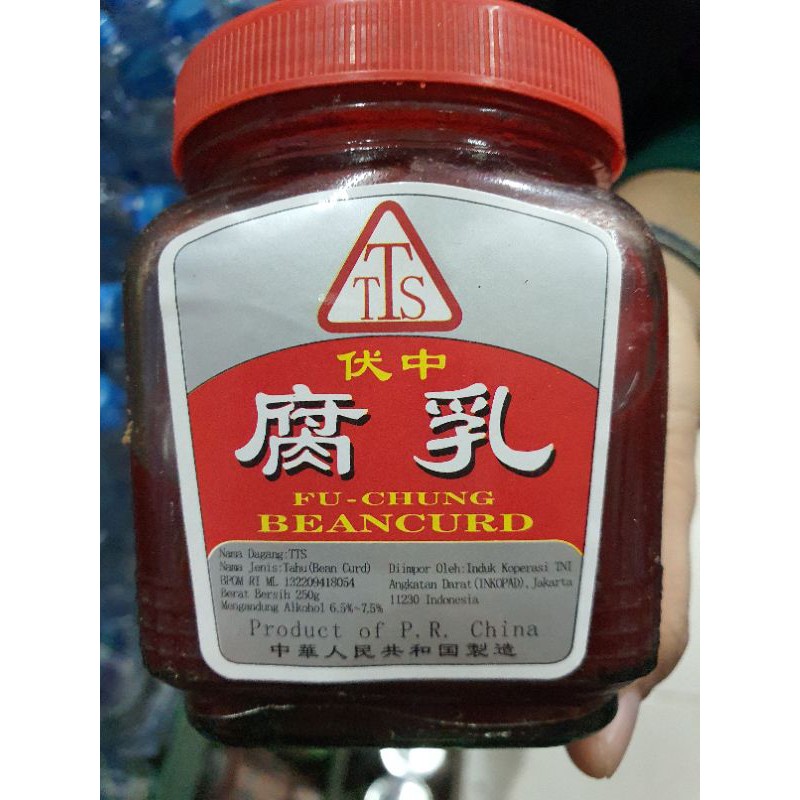 TTS
伏中
腐乳
FU-CHUNG
BEANCURD
Nama Dagang:TTS
Nama Jenis:Tahu(Bean Curd)
BPOM RI ML 132209418054
Berat Bersih 250g
Mengandung Alkohol 6.5%~7.5%
Diimpor Oleh:Induk Koperasi TNI
Angkatan Darat(INKOPAD),Jakarta
11230 Indonesia
Product of P.R. China
中華人民共和国製造